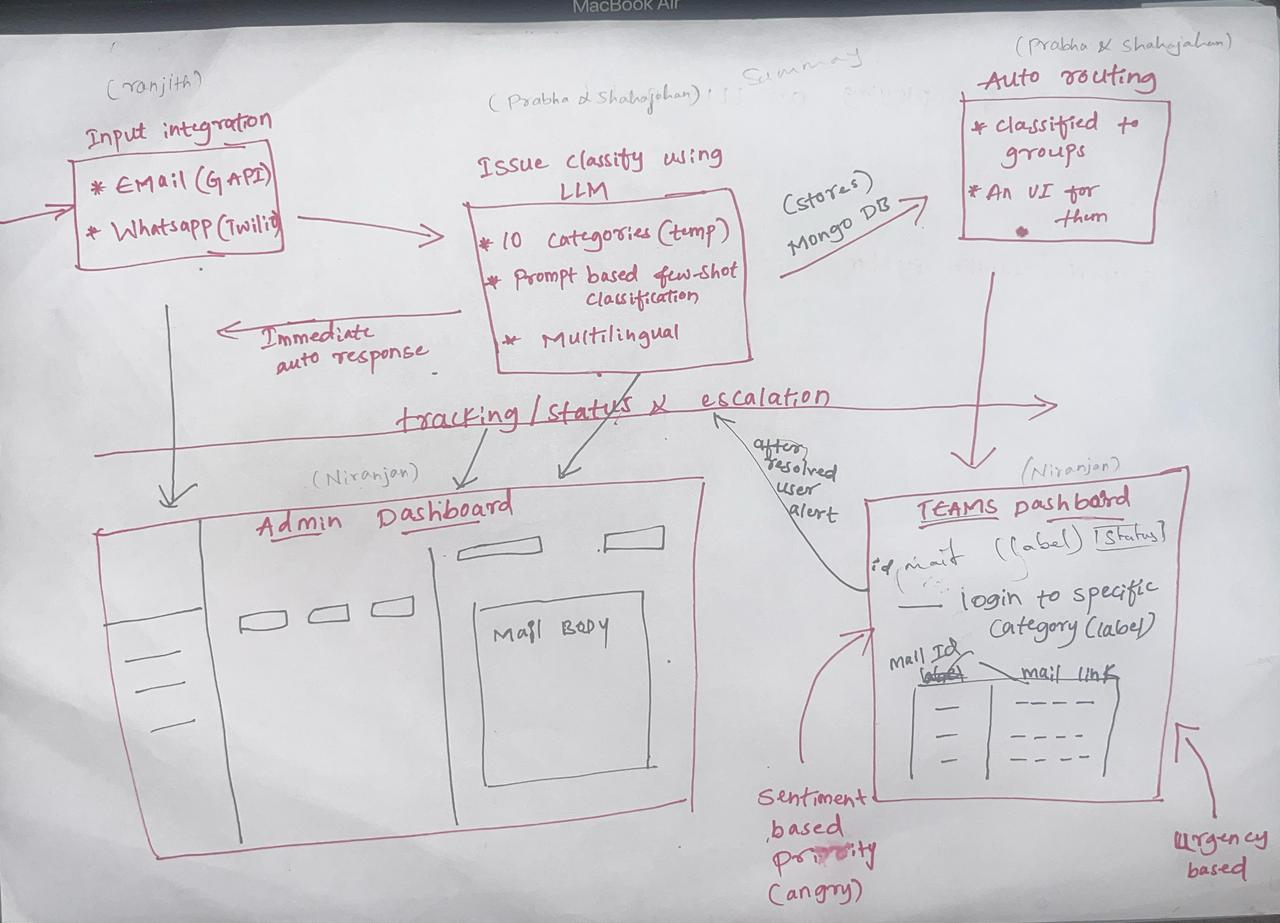 MacBook Air
(ranjith)
Input integration
* EMail (GAPI)
* Whatsapp (Twilio)
(Prabha & Shahajahan)
Summary
Issue classify using
LLM
* 10 categories (temp)
* Prompt based few-shot
classification
* Multilingual
(stores)
Mongo DB
(Prabha & Shahajahan)
Auto routing
* classified to
groups
* An UI for
them
Immediate
auto response
tracking / status & escalation
(Niranjan)
Admin Dashboard
Mail BODY
after
resolved
user
alert
(Niranjan)
TEAMS Dashboard
id, mail (label) [status]
login to specific
category (label)
Mail Id
label
mail link
Sentiment
based
priority
(angry)
Urgency
based